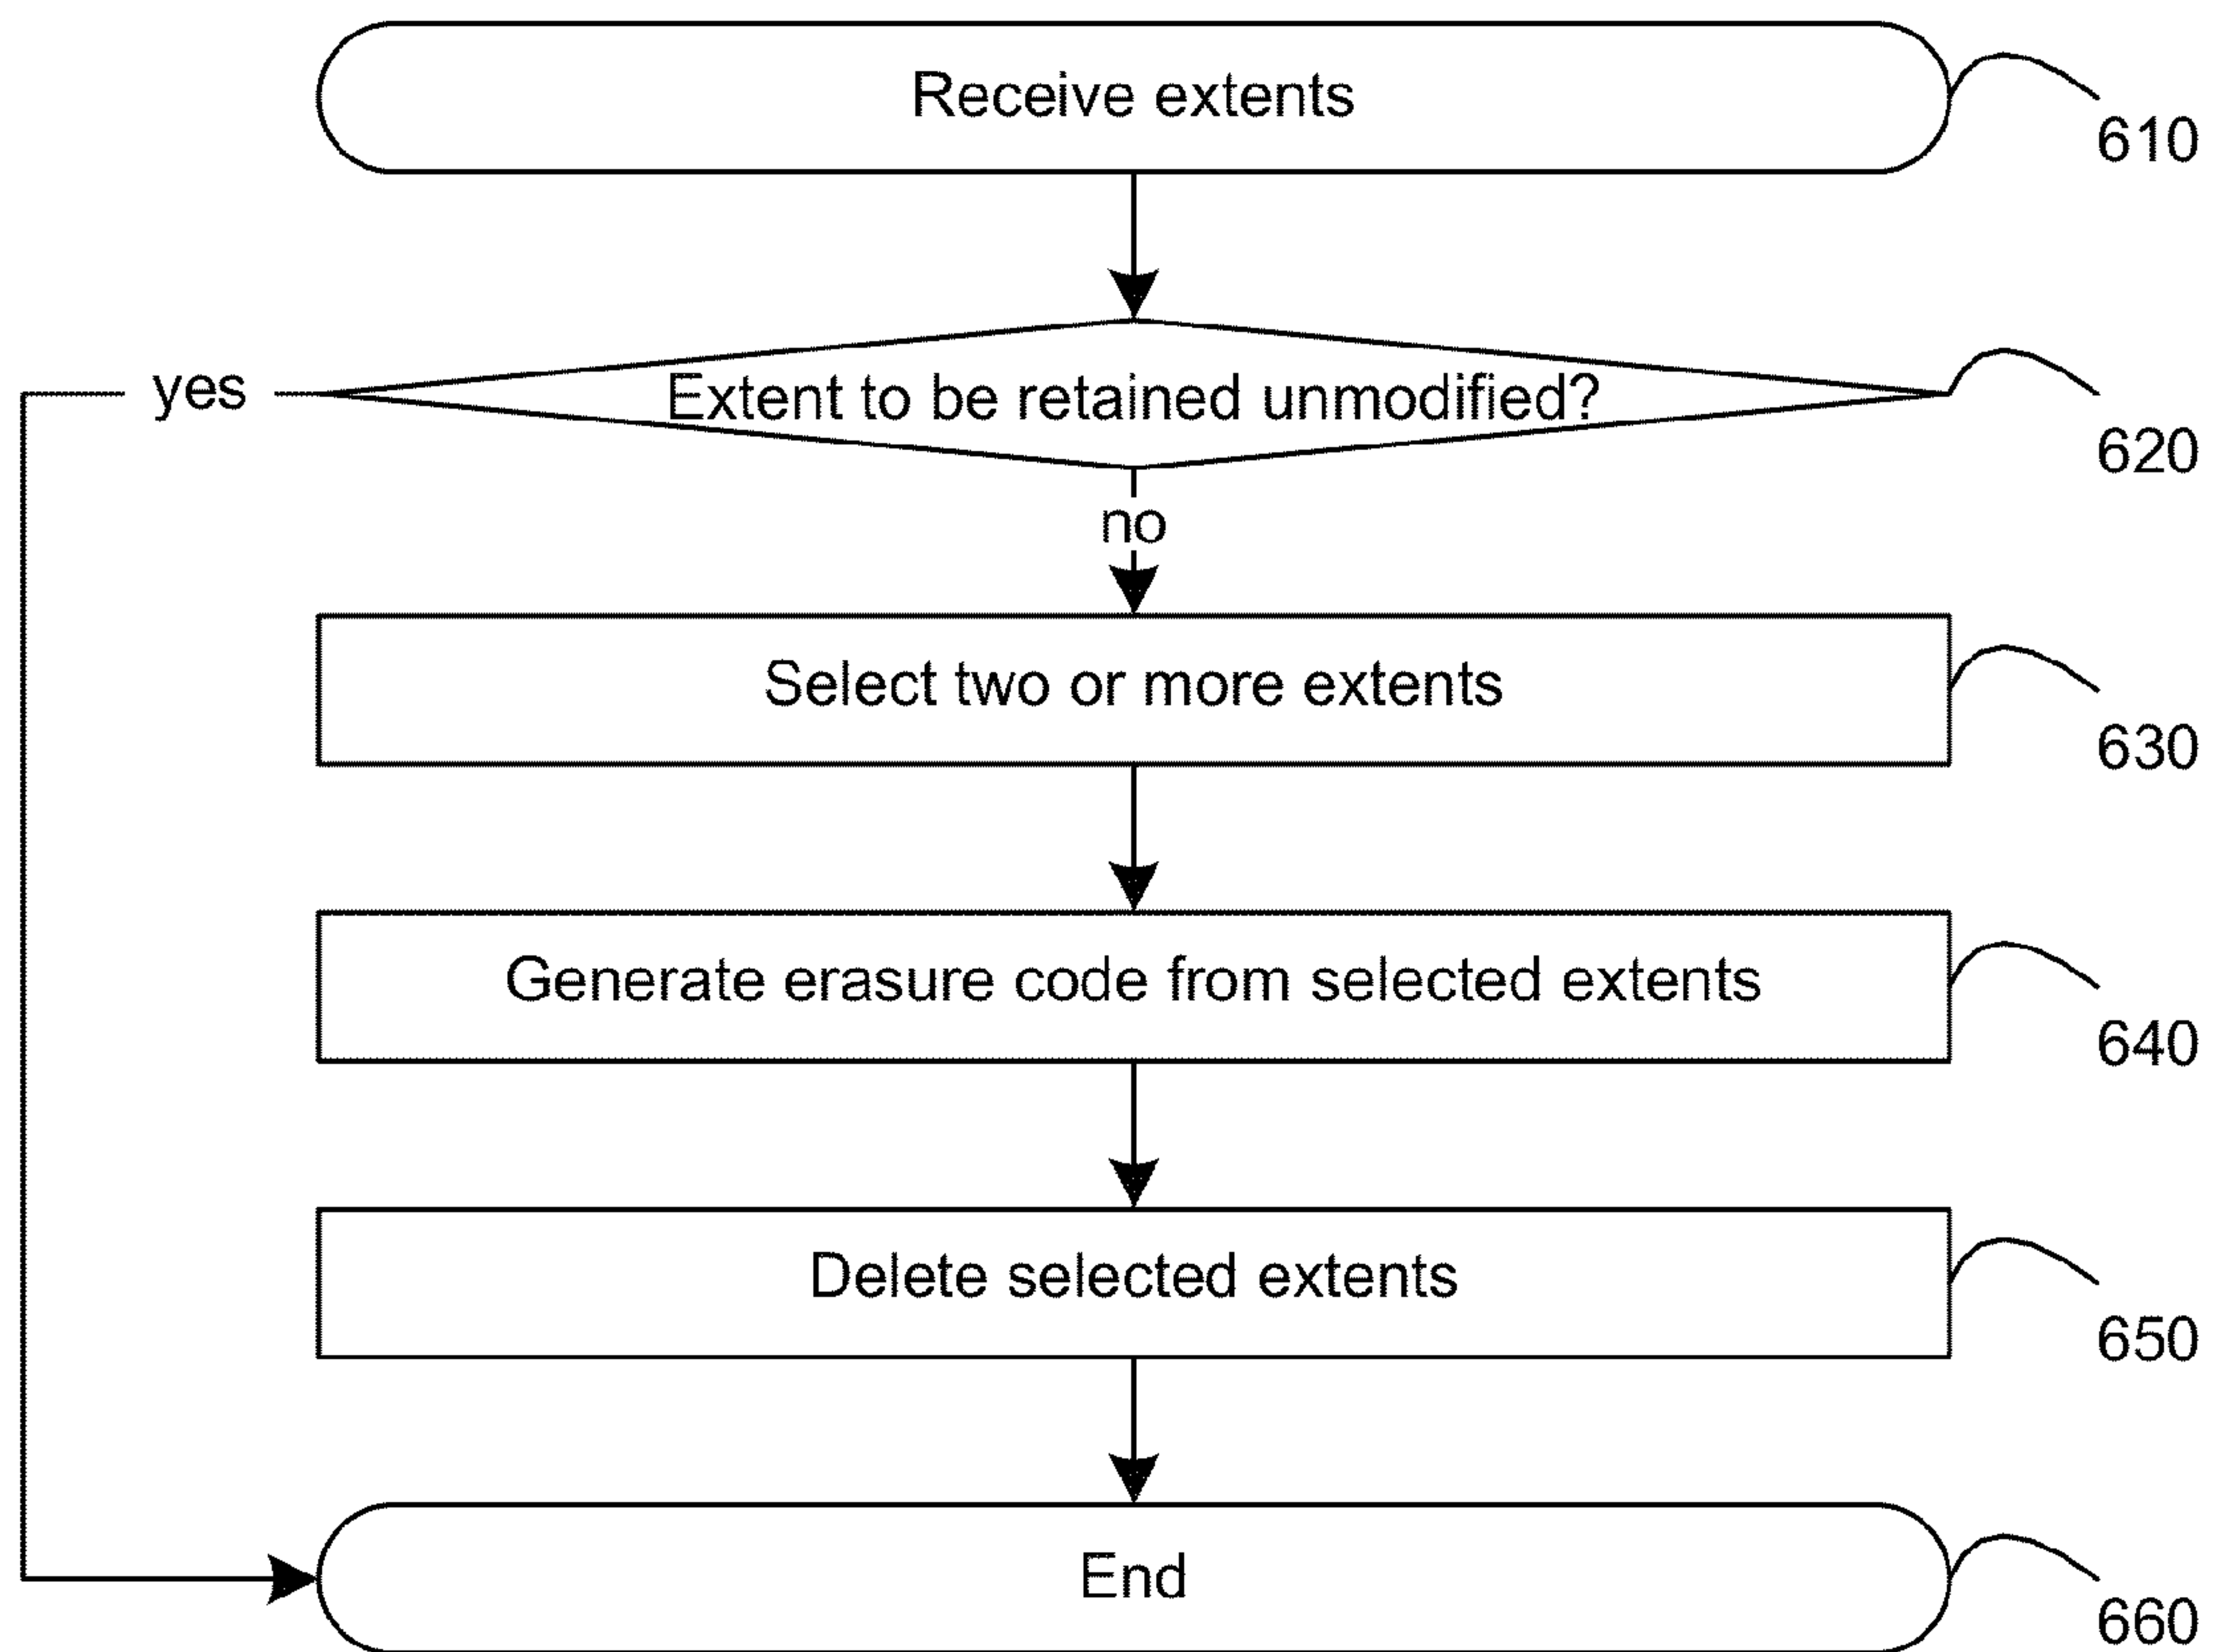 Receive extents
610
Extent to be retained unmodified?
620
yes
no
Select two or more extents
630
Generate erasure code from selected extents
640
Delete selected extents
650
End
660